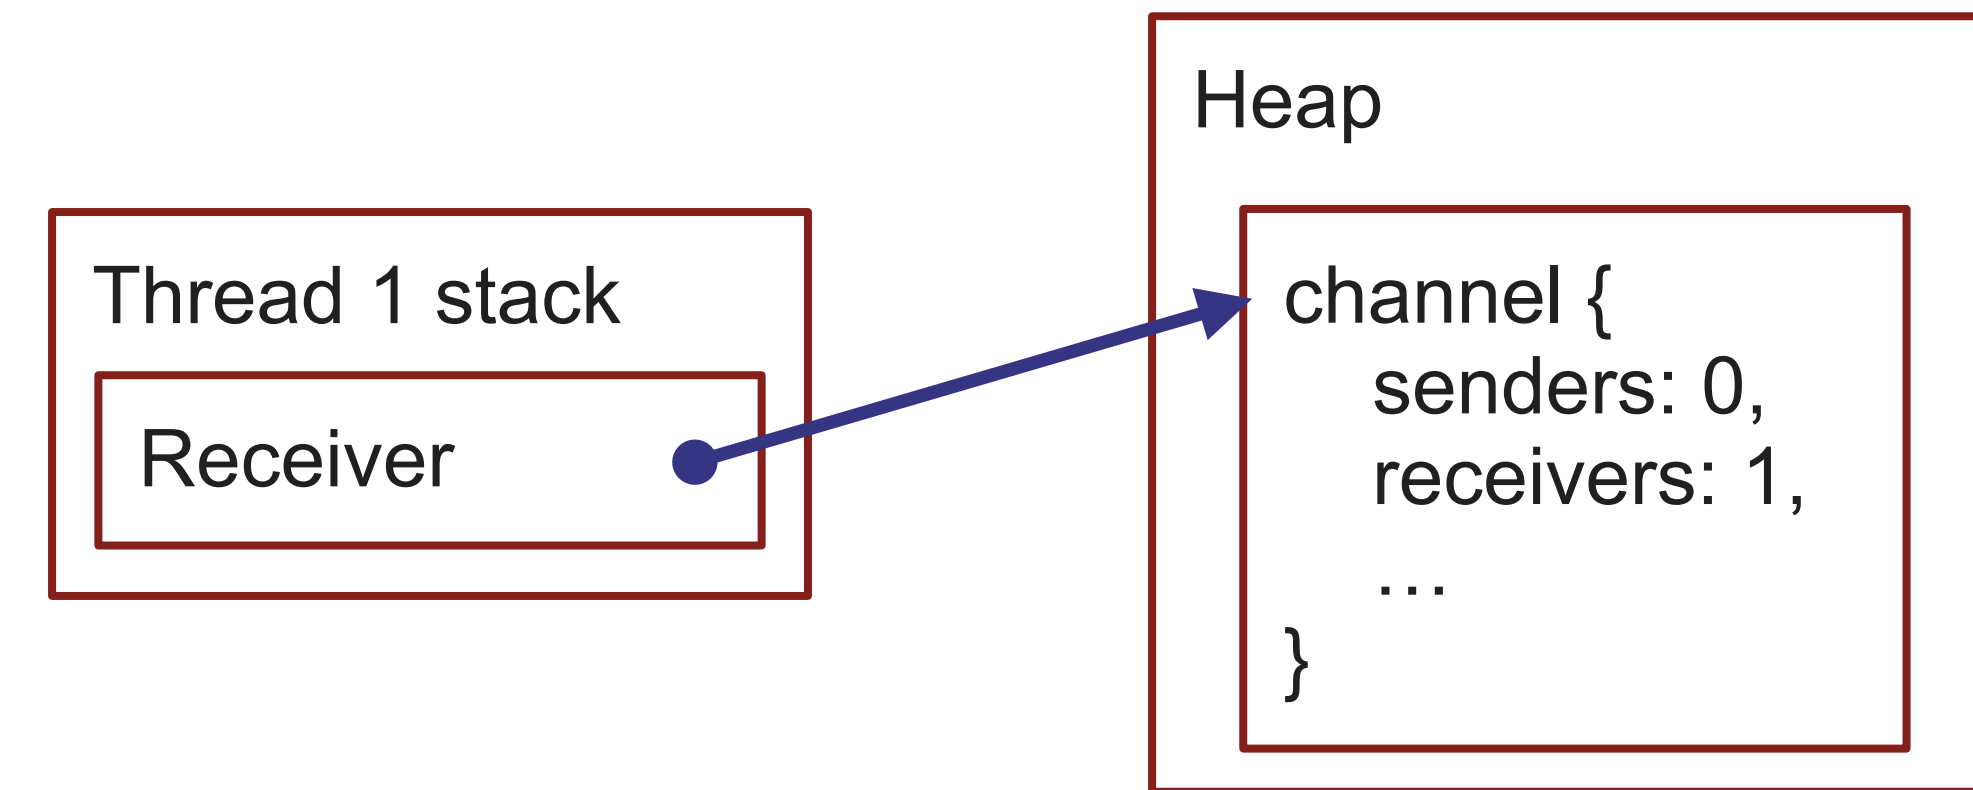 Thread 1 stack
Receiver
Heap
channel {
senders: 0,
receivers: 1,
…
}